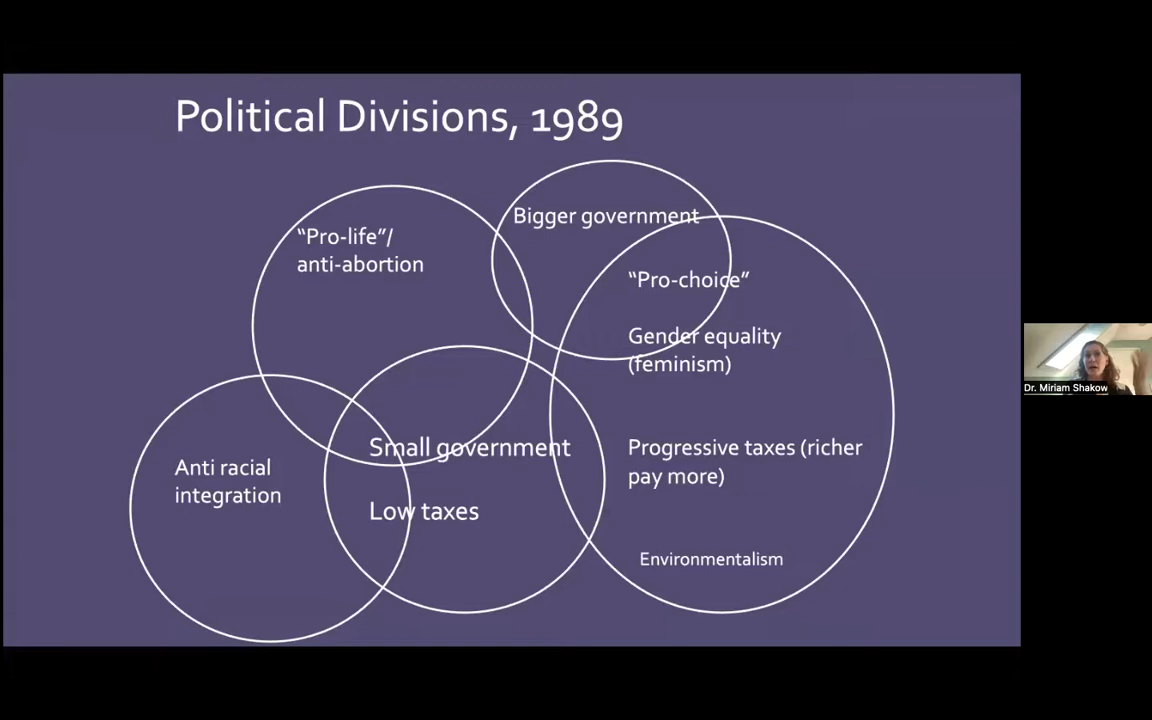 Political Divisions, 1989
"Pro-life"/
anti-abortion
Bigger government
"Pro-choice"
Gender equality
(feminism)
Anti racial
integration
Small government
Low taxes
Progressive taxes (richer
pay more)
Environmentalism
Dr. Miriam Shakow